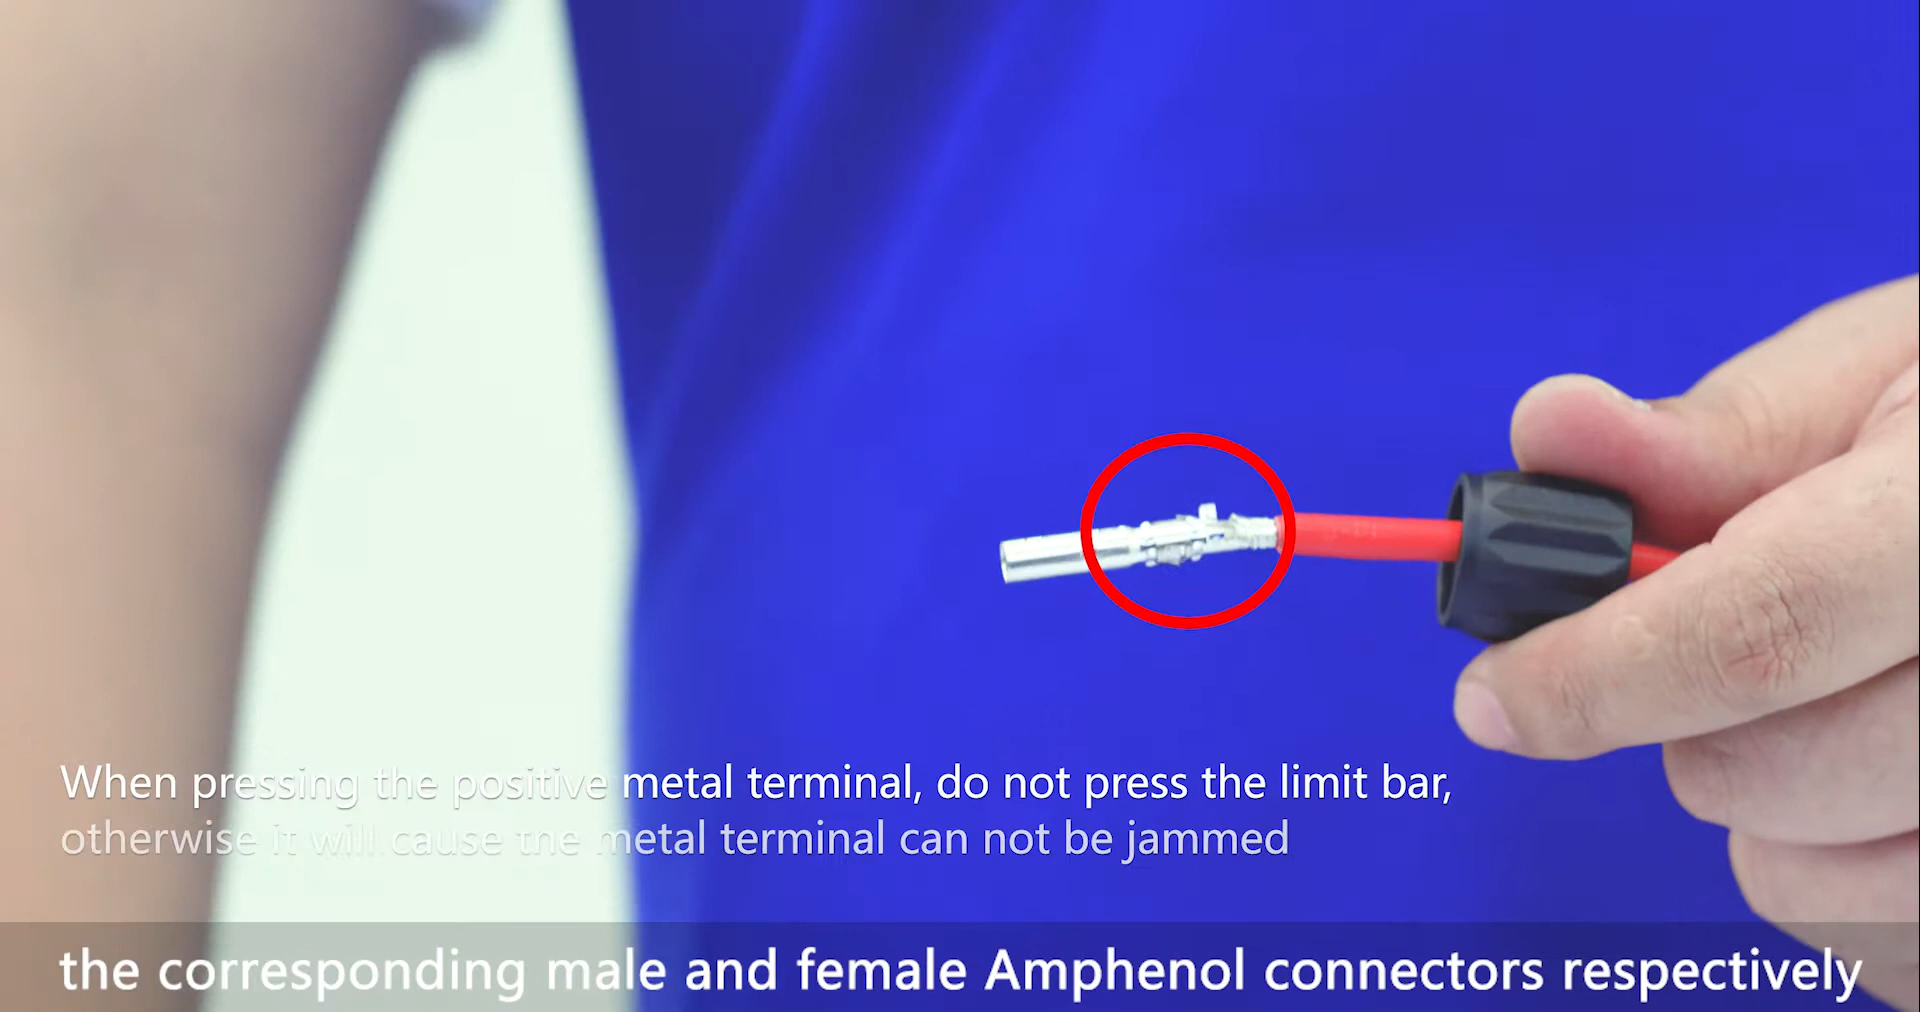 When pressing the positive metal terminal, do not press the limit bar,
otherwise it will cause the metal terminal can not be jammed
the corresponding male and female Amphenol connectors respectively